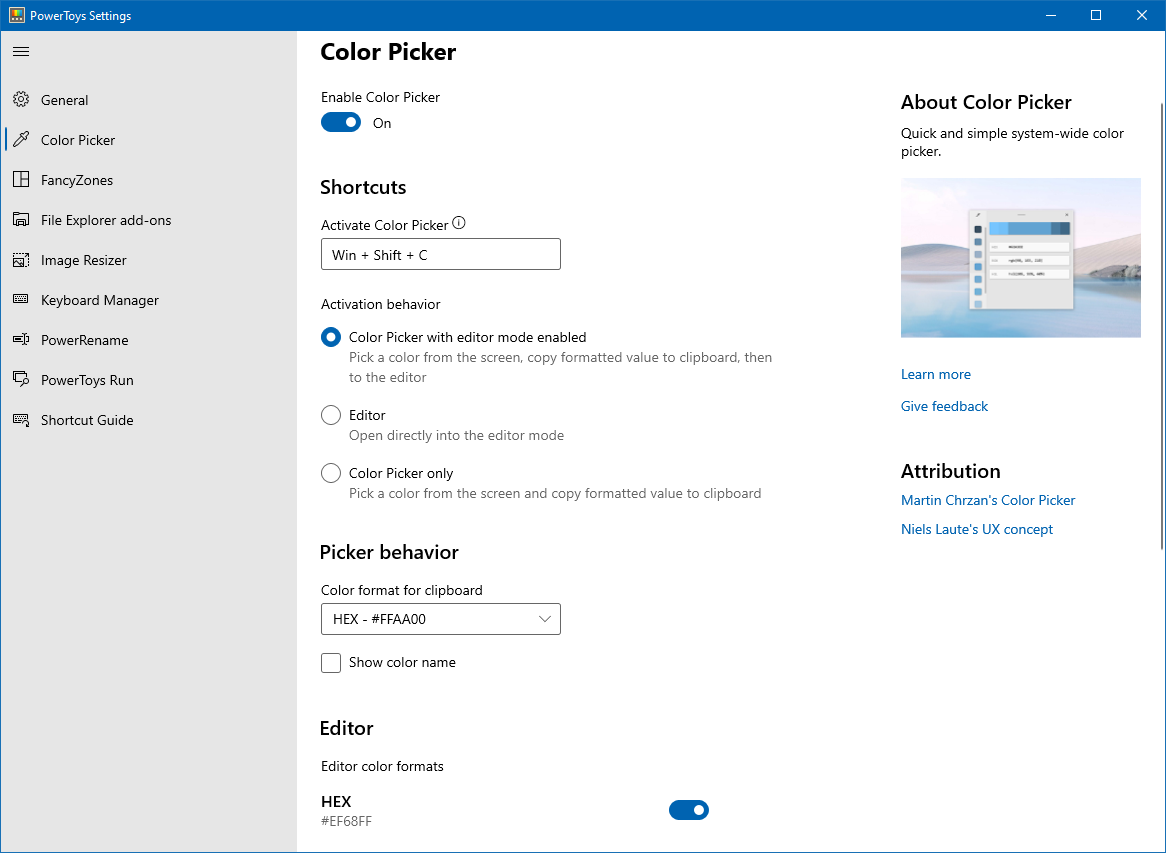 PowerToys Settings
General
Color Picker
FancyZones
File Explorer add-ons
Image Resizer
Keyboard Manager
PowerRename
PowerToys Run
Shortcut Guide
Color Picker
Enable Color Picker
On
Shortcuts
Activate Color Picker
Win + Shift + C
Activation behavior
Color Picker with editor mode enabled
Pick a color from the screen, copy formatted value to clipboard, then
to the editor
Editor
Open directly into the editor mode
Color Picker only
Pick a color from the screen and copy formatted value to clipboard
Picker behavior
Color format for clipboard
HEX - #FFAA00
Show color name
Editor
Editor color formats
HEX
#EF68FF
About Color Picker
Quick and simple system-wide color
picker.
Learn more
Give feedback
Attribution
Martin Chrzan's Color Picker
Niels Laute's UX concept